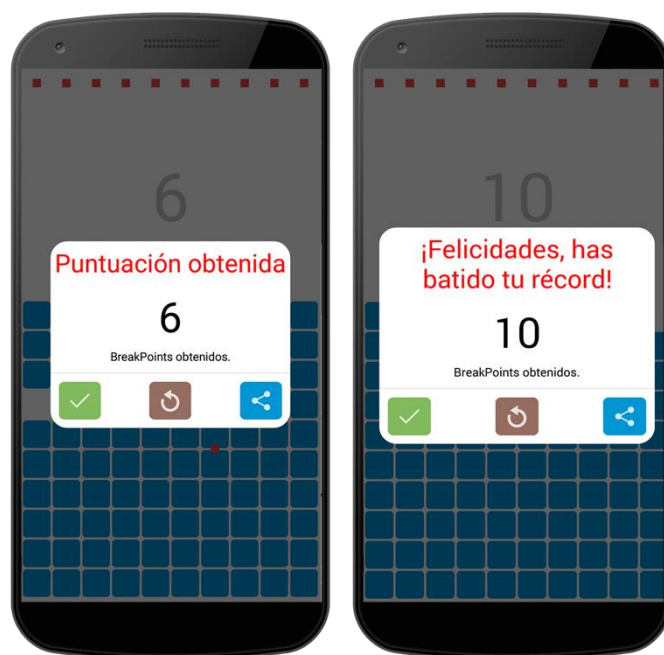 6
Puntuación obtenida
6
BreakPoints obtenidos.
10
¡Felicidades, has
batido tu récord!
10
BreakPoints obtenidos.